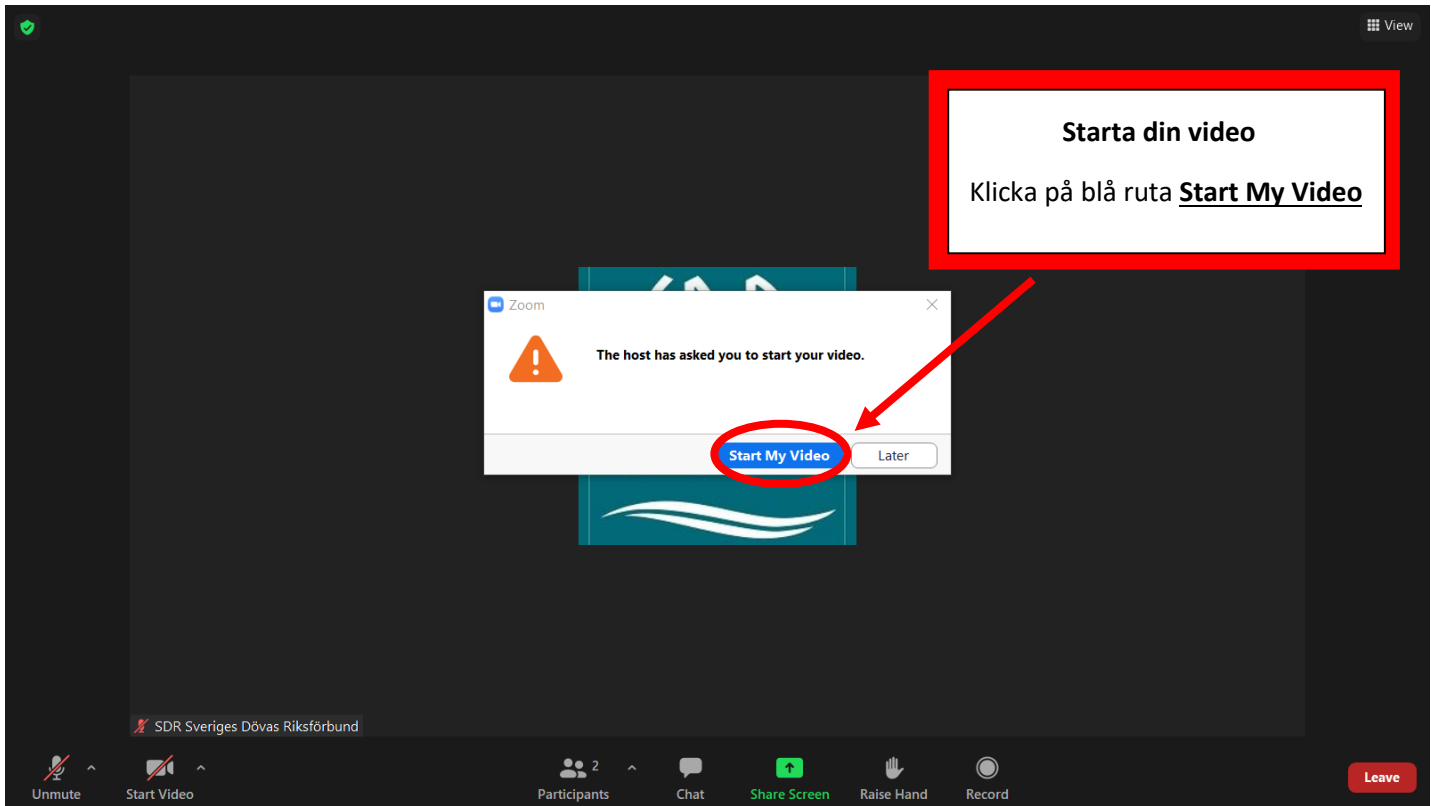 View
Starta din video
Klicka på blå ruta Start My Video
Zoom
The host has asked you to start your video.
Start My Video
Later
SDR Sveriges Dövas Riksförbund
2
Unmute
Start Video
Participants
Chat
Share Screen
Raise Hand
Record
Leave